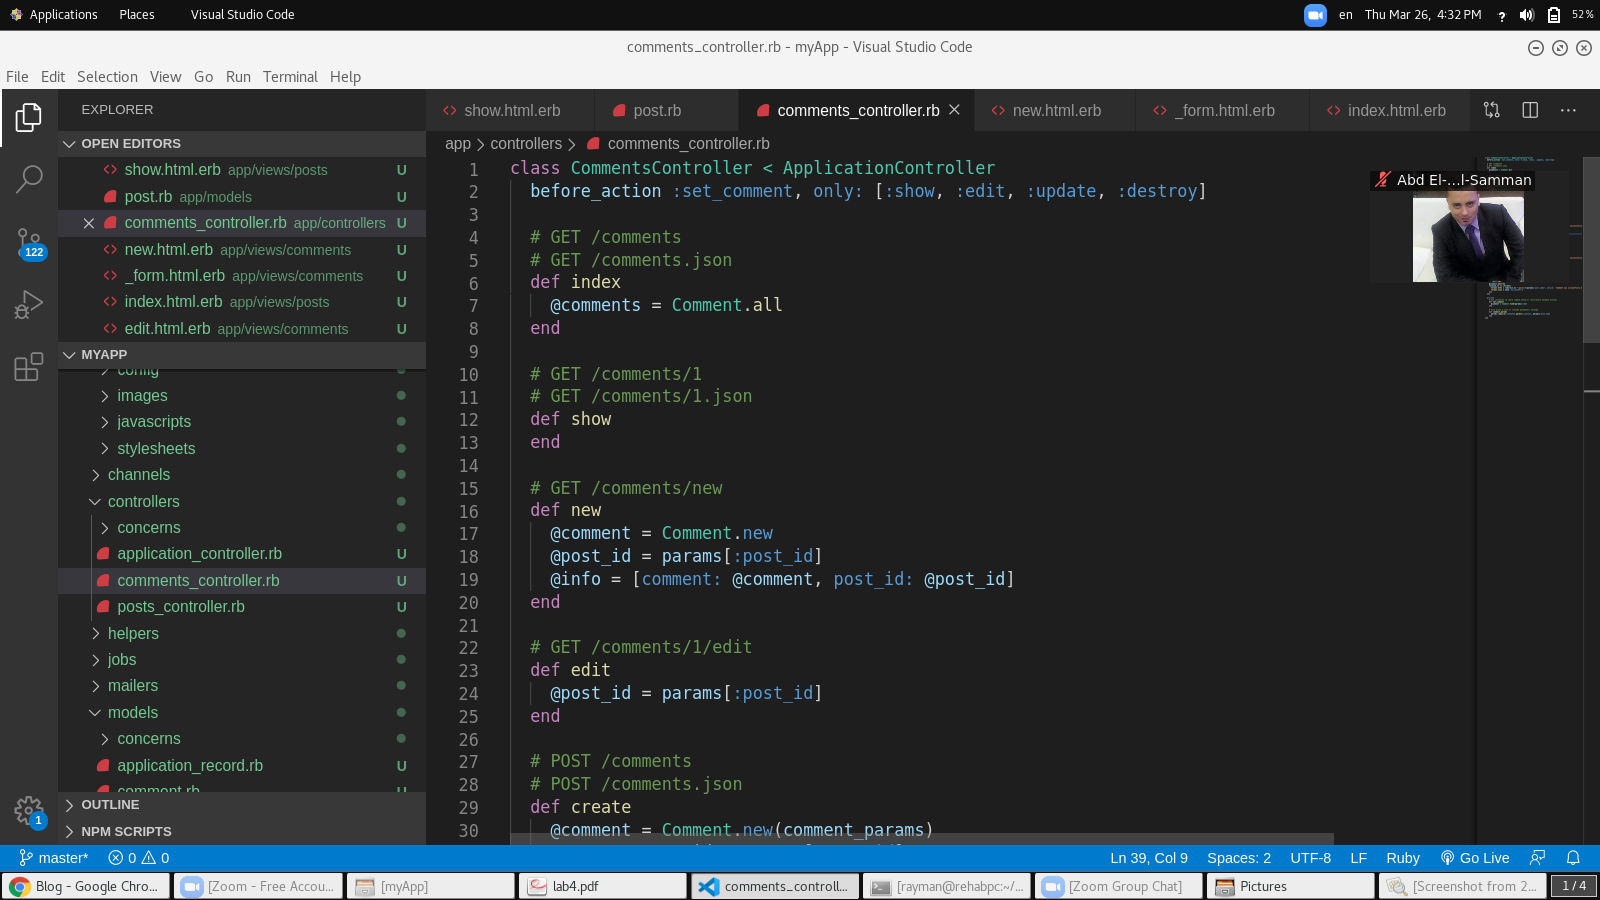 Applications Places Visual Studio Code en Thu Mar 26, 4:32 PM ? 52%
comments_controller.rb - myApp - Visual Studio Code
File Edit Selection View Go Run Terminal Help
EXPLORER
OPEN EDITORS
show.html.erb app/views/posts U
post.rb app/models U
comments_controller.rb app/controllers U
new.html.erb app/views/comments U
_form.html.erb app/views/comments U
index.html.erb app/views/posts U
edit.html.erb app/views/comments U
122
MYAPP
config
images
javascripts
stylesheets
channels
controllers
concerns
application_controller.rb U
comments_controller.rb U
posts_controller.rb U
helpers
jobs
mailers
models
concerns
application_record.rb U
comment.rb U
OUTLINE
NPM SCRIPTS
1
show.html.erb post.rb comments_controller.rb new.html.erb _form.html.erb index.html.erb ...
app > controllers > comments_controller.rb
1 class CommentsController < ApplicationController
2 before_action :set_comment, only: [:show, :edit, :update, :destroy]
3
4 # GET /comments
5 # GET /comments.json
6 def index
7 @comments = Comment.all
8 end
9
10 # GET /comments/1
11 # GET /comments/1.json
12 def show
13 end
14
15 # GET /comments/new
16 def new
17 @comment = Comment.new
18 @post_id = params[:post_id]
19 @info = [comment: @comment, post_id: @post_id]
20 end
21
22 # GET /comments/1/edit
23 def edit
24 @post_id = params[:post_id]
25 end
26
27 # POST /comments
28 # POST /comments.json
29 def create
30 @comment = Comment.new(comment_params)
Abd El-...l-Samman
master* 0 0 Ln 39, Col 9 Spaces: 2 UTF-8 LF Ruby Go Live
Blog - Google Chro... [Zoom - Free Accou... [myApp] lab4.pdf comments_controll... [rayman@rehabpc:~/... [Zoom Group Chat] Pictures [Screenshot from 2... 1 / 4